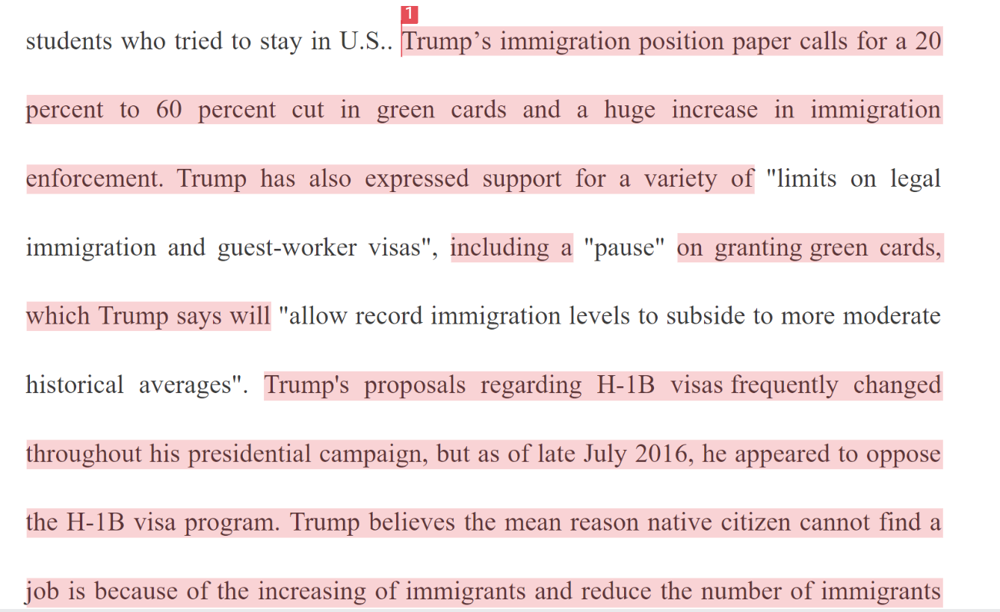 1
students who tried to stay in U.S.. Trump’s immigration position paper calls for a 20
percent to 60 percent cut in green cards and a huge increase in immigration
enforcement. Trump has also expressed support for a variety of "limits on legal
immigration and guest-worker visas", including a "pause" on granting green cards,
which Trump says will "allow record immigration levels to subside to more moderate
historical averages". Trump's proposals regarding H-1B visas frequently changed
throughout his presidential campaign, but as of late July 2016, he appeared to oppose
the H-1B visa program. Trump believes the mean reason native citizen cannot find a
job is because of the increasing of immigrants and reduce the number of immigrants